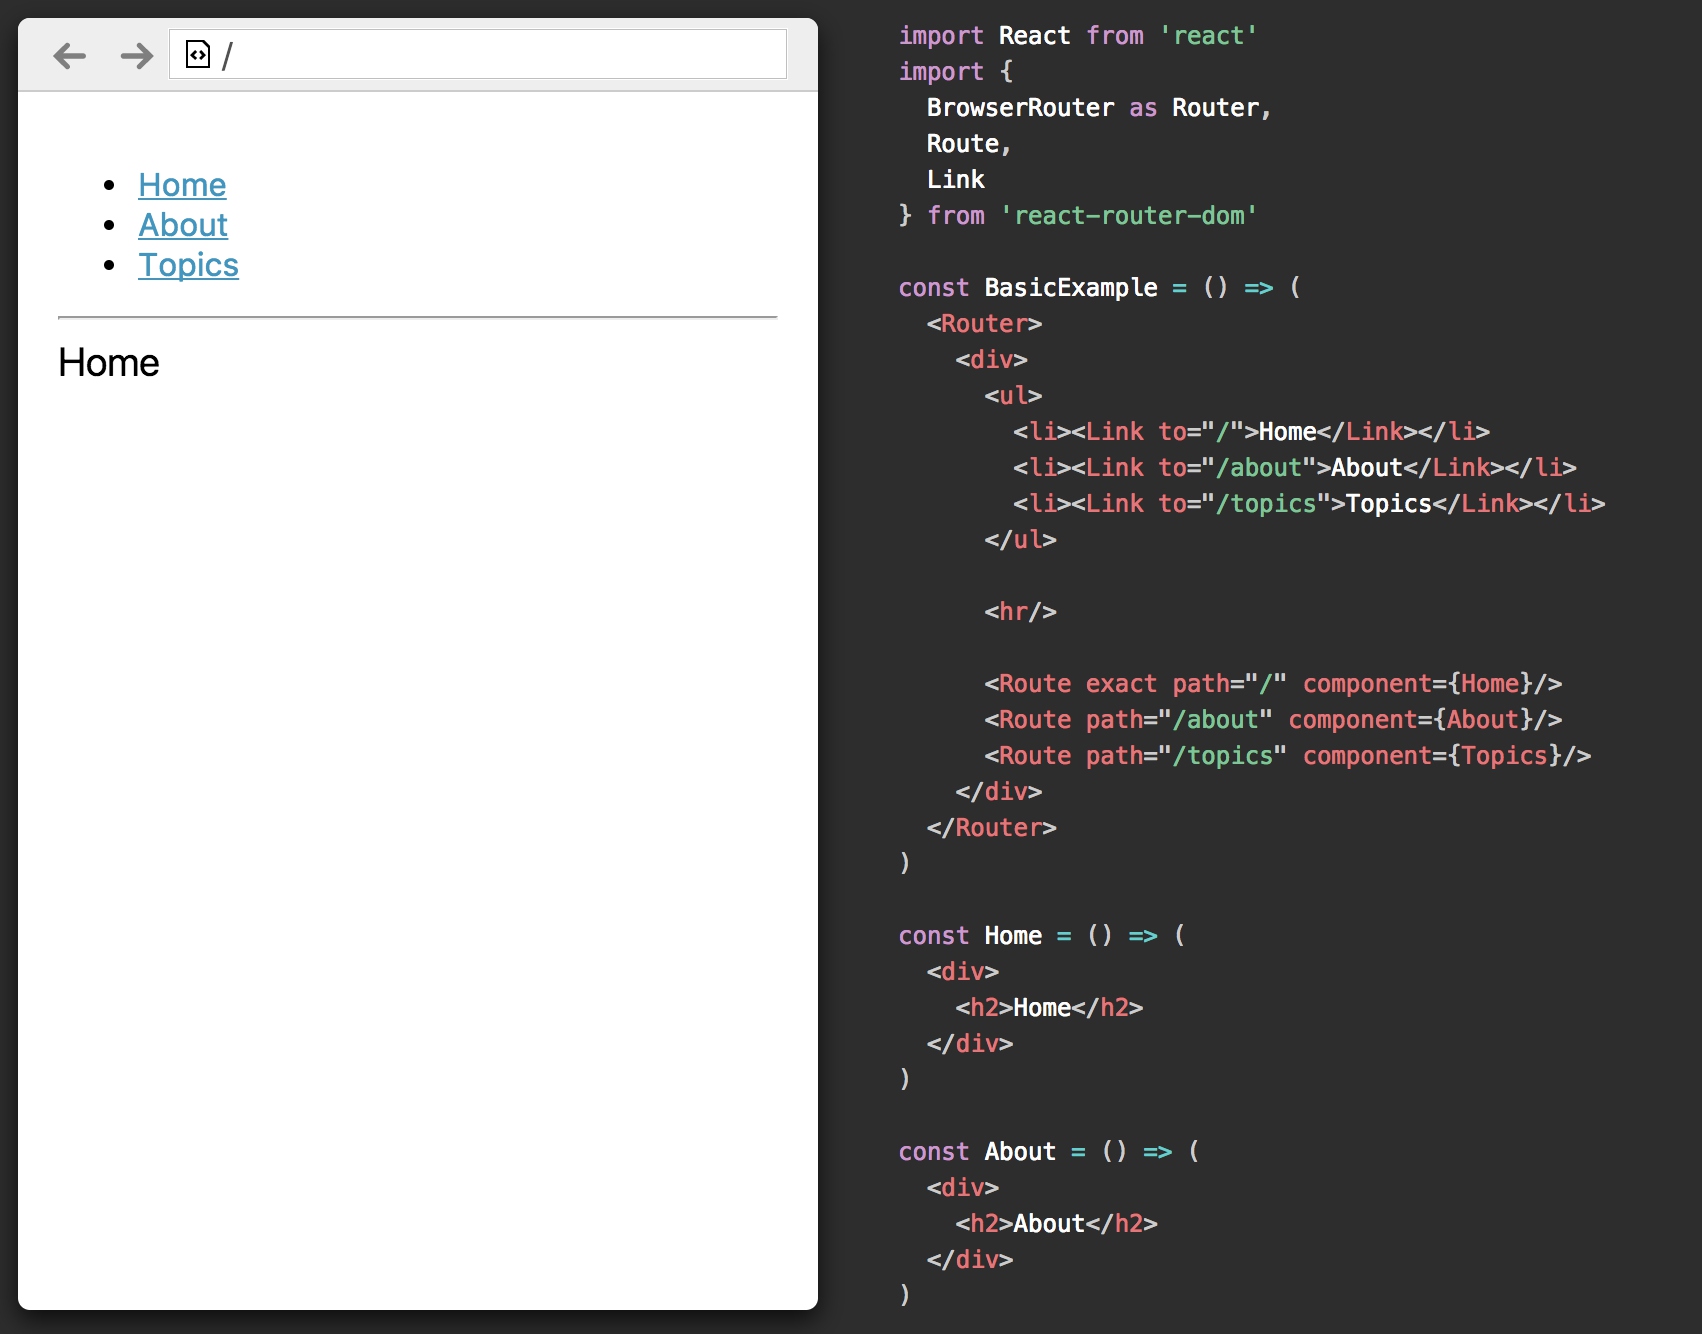 /
Home
About
Topics
Home
import React from 'react'
import {
  BrowserRouter as Router,
  Route,
  Link
} from 'react-router-dom'
const BasicExample = () => (
  <Router>
    <div>
      <ul>
        <li><Link to="/">Home</Link></li>
        <li><Link to="/about">About</Link></li>
        <li><Link to="/topics">Topics</Link></li>
      </ul>
      <hr/>
      <Route exact path="/" component={Home}/>
      <Route path="/about" component={About}/>
      <Route path="/topics" component={Topics}/>
    </div>
  </Router>
)
const Home = () => (
  <div>
    <h2>Home</h2>
  </div>
)
const About = () => (
  <div>
    <h2>About</h2>
  </div>
)